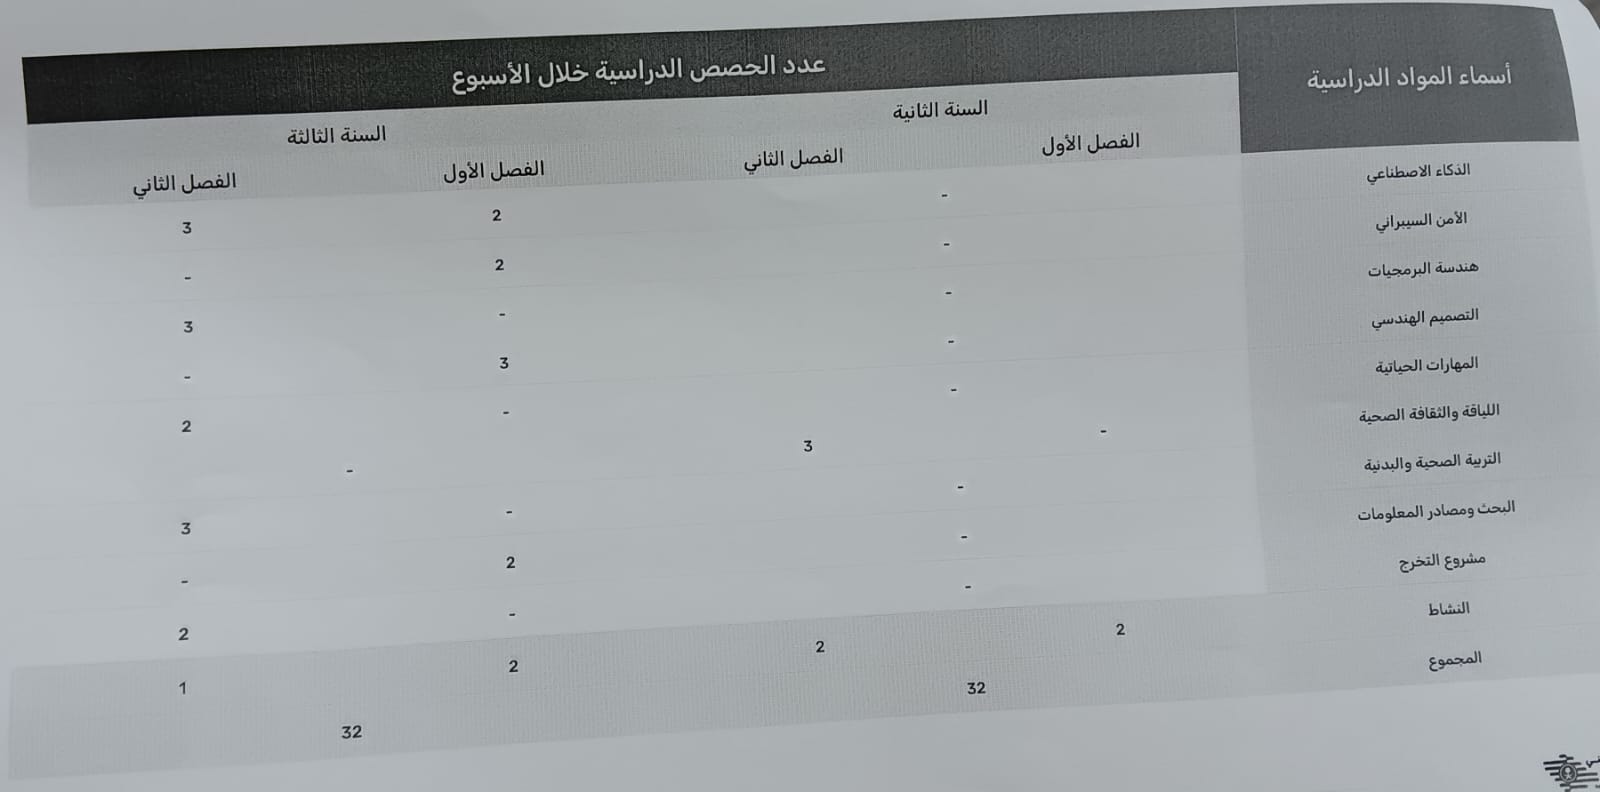 أسماء المواد الدراسية عدد الحصص الدراسية خلال الأسبوع
السنة الثانية السنة الثالثة
الفصل الأول الفصل الثاني الفصل الأول الفصل الثاني
الذكاء الاصطناعي - 2 3
الأمن السيبراني - 2 -
هندسة البرمجيات - - 3
التصميم الهندسي - 3 -
المهارات الحياتية - - 2
اللياقة والثقافة الصحية - 3 -
التربية الصحية والبدنية - - 3
البحث ومصادر المعلومات - 2 -
مشروع التخرج - - 2
النشاط 2 2 2 1
المجموع 32 32